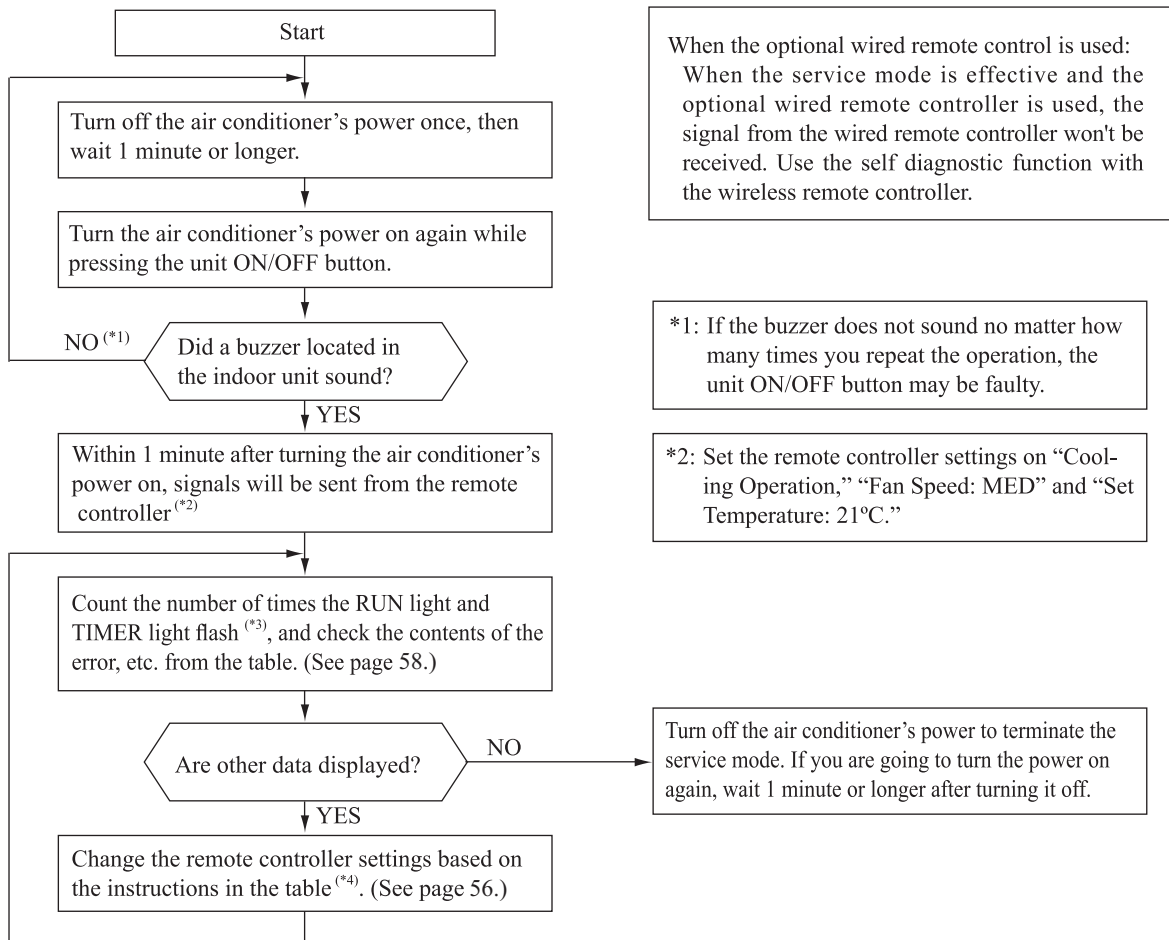 Start
Turn off the air conditioner’s power once, then
wait 1 minute or longer.
Turn the air conditioner’s power on again while
pressing the unit ON/OFF button.
NO (*1)
Did a buzzer located in
the indoor unit sound?
YES
Within 1 minute after turning the air conditioner’s
power on, signals will be sent from the remote
controller (*2)
Count the number of times the RUN light and
TIMER light flash (*3), and check the contents of the
error, etc. from the table. (See page 58.)
Are other data displayed?
NO
YES
Change the remote controller settings based on
the instructions in the table (*4). (See page 56.)
When the optional wired remote control is used:
When the service mode is effective and the
optional wired remote controller is used, the
signal from the wired remote controller won't be
received. Use the self diagnostic function with
the wireless remote controller.
*1: If the buzzer does not sound no matter how
many times you repeat the operation, the
unit ON/OFF button may be faulty.
*2: Set the remote controller settings on “Cool-
ing Operation,” “Fan Speed: MED” and “Set
Temperature: 21ºC.”
Turn off the air conditioner’s power to terminate the
service mode. If you are going to turn the power on
again, wait 1 minute or longer after turning it off.